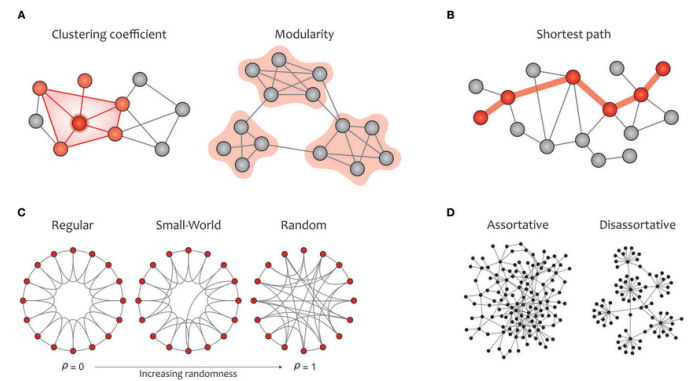 A
Clustering coefficient
Modularity
B
Shortest path
C
Regular
Small-World
Random
ρ = 0
Increasing randomness
ρ = 1
D
Assortative
Disassortative